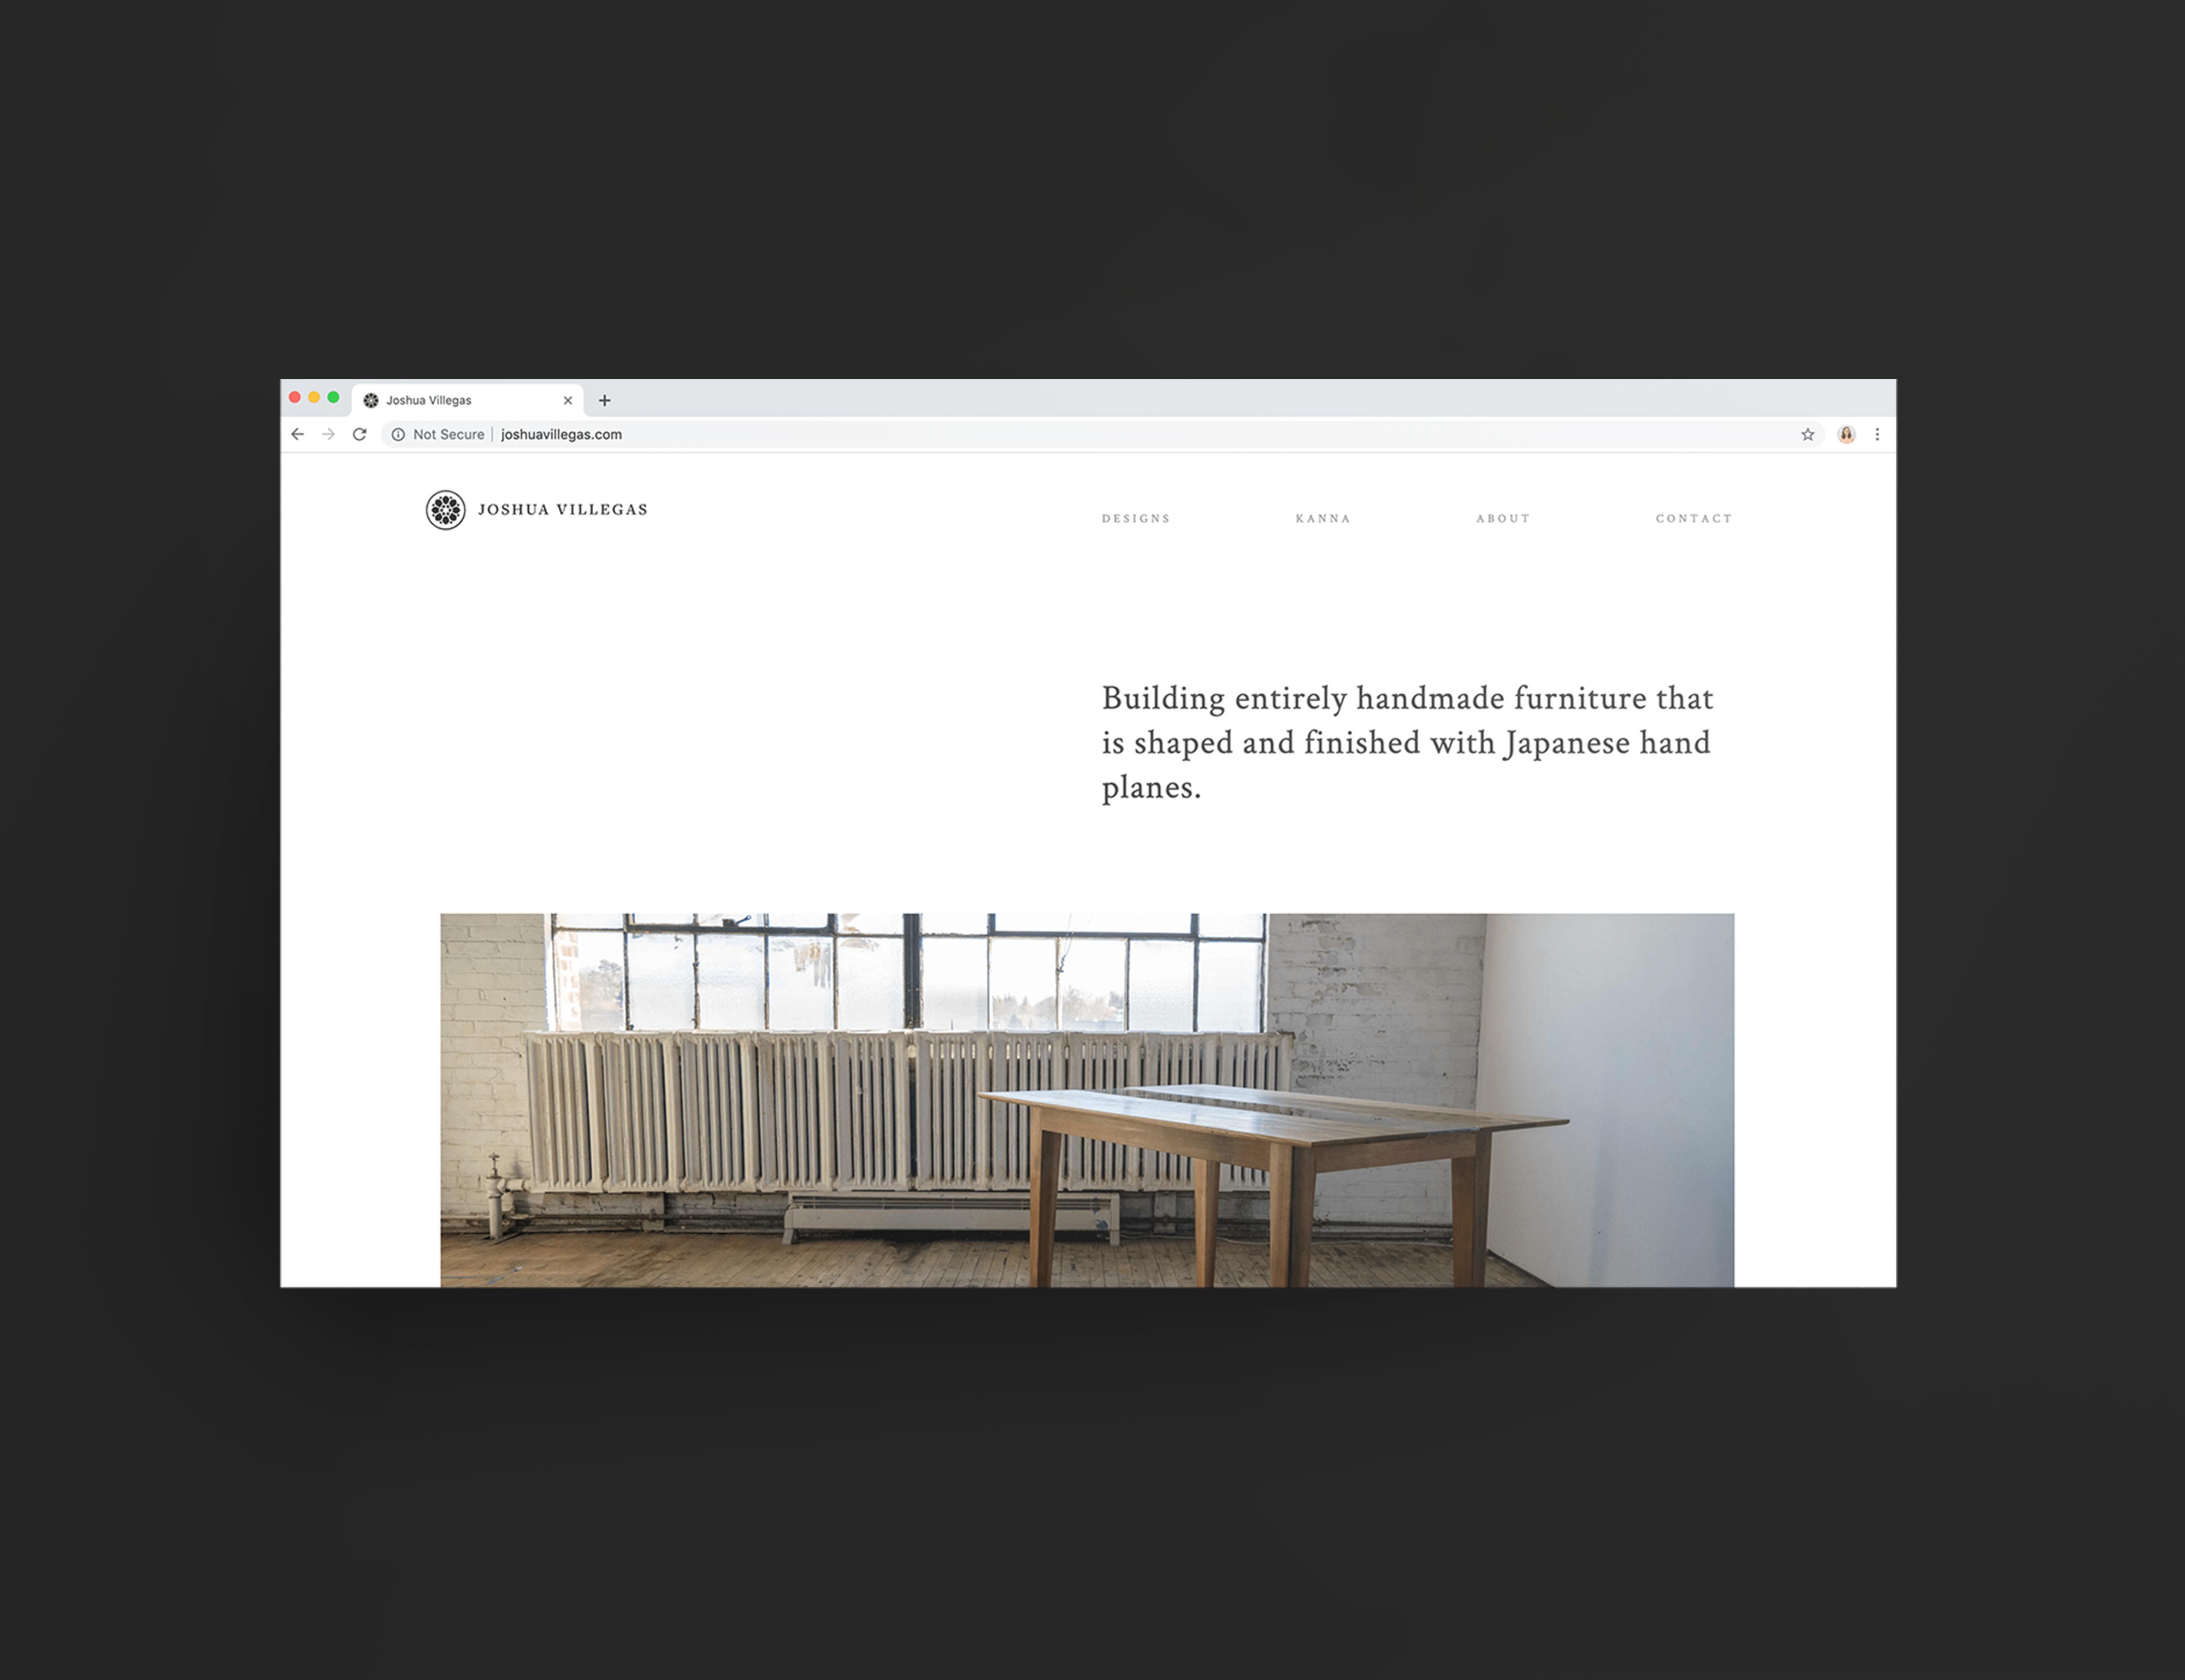 Joshua Villegas
Not Secure | joshuavillegas.com
JOSHUA VILLEGAS
DESIGNS KANNA ABOUT CONTACT
Building entirely handmade furniture that
is shaped and finished with Japanese hand
planes.